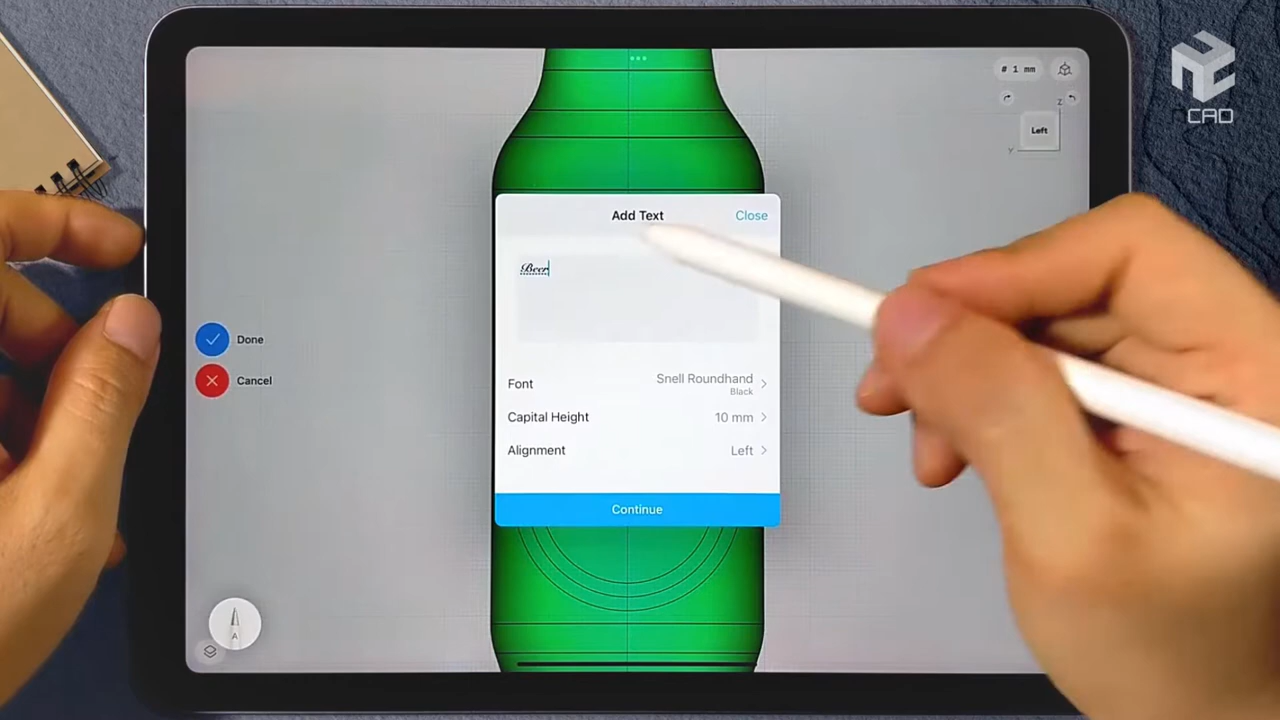 # 1 mm
CAD
Z
Left
Y
Add Text
Close
Beer
Done
Cancel
Font
Snell Roundhand
Black
Capital Height
10 mm
Alignment
Left
Continue
A